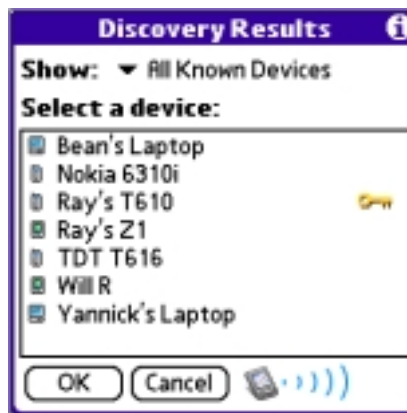 Discovery Results
Show: All Known Devices
Select a device:
Bean's Laptop
Nokia 6310i
Ray's T610
Ray's Z1
TDT T616
Will R
Yannick's Laptop
OK Cancel